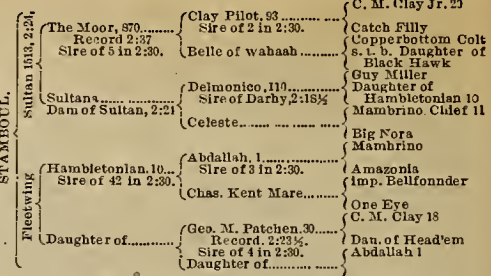 C. M. Clay Jr. 20
Clay Pilot, 93
The Moor, 870
Sire of 2 in 2:30.
Catch Filly
Record 2:37
Copperbottom Colt
Sire of 5 in 2:30.
Belle of wabaah
s. t. b. Daughter of
Black Hawk
Guy Miller
Sultan 1513, 2:24,
Delmonico, 110
Daughter of
Sultana
Sire of Darby, 2:18½
Hambletonian 10
Dam of Sultan, 2:21
Mambrino Chief 11
Celeste
Big Nora
STAMBOUL.
Mambrino
Abdallah, 1
Hambletonian, 10
Sire of 3 in 2:30.
Amazonia
Sire of 42 in 2:30.
imp. Bellfonnder
Chas. Kent Mare
One Eye
Fleetwing
C. M. Clay 18
Geo. M. Patchen, 30
Daughter of
Record, 2:23½.
Dau. of Head'em
Sire of 4 in 2:30.
Abdallah 1
Daughter of